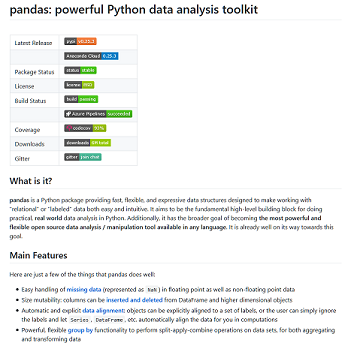 pandas: powerful Python data analysis toolkit
Latest Release
pypi v0.25.3
Anaconda Cloud 0.25.3
Package Status
status stable
License
license BSD
Build Status
build passing
Azure Pipelines succeeded
Coverage
codecov
Downloads
downloads
Gitter
gitter join chat
What is it?
pandas is a Python package providing fast, flexible, and expressive data structures designed to make working with
"relational" or "labeled" data both easy and intuitive. It aims to be the fundamental high-level building block for doing
practical, real world data analysis in Python. Additionally, it has the broader goal of becoming the most powerful and
flexible open source data analysis / manipulation tool available in any language. It is already well on its way towards this
goal.
Main Features
Here are just a few of the things that pandas does well:
Easy handling of missing data (represented as NaN) in floating point as well as non-floating point data
Size mutability: columns can be inserted and deleted from DataFrame and higher dimensional objects
Automatic and explicit data alignment: objects can be explicitly aligned to a set of labels, or the user can simply ignore
the labels and let Series, DataFrame, etc. automatically align the data for you in computations
Powerful, flexible group by functionality to perform split-apply-combine operations on data sets, for both aggregating
and transforming data